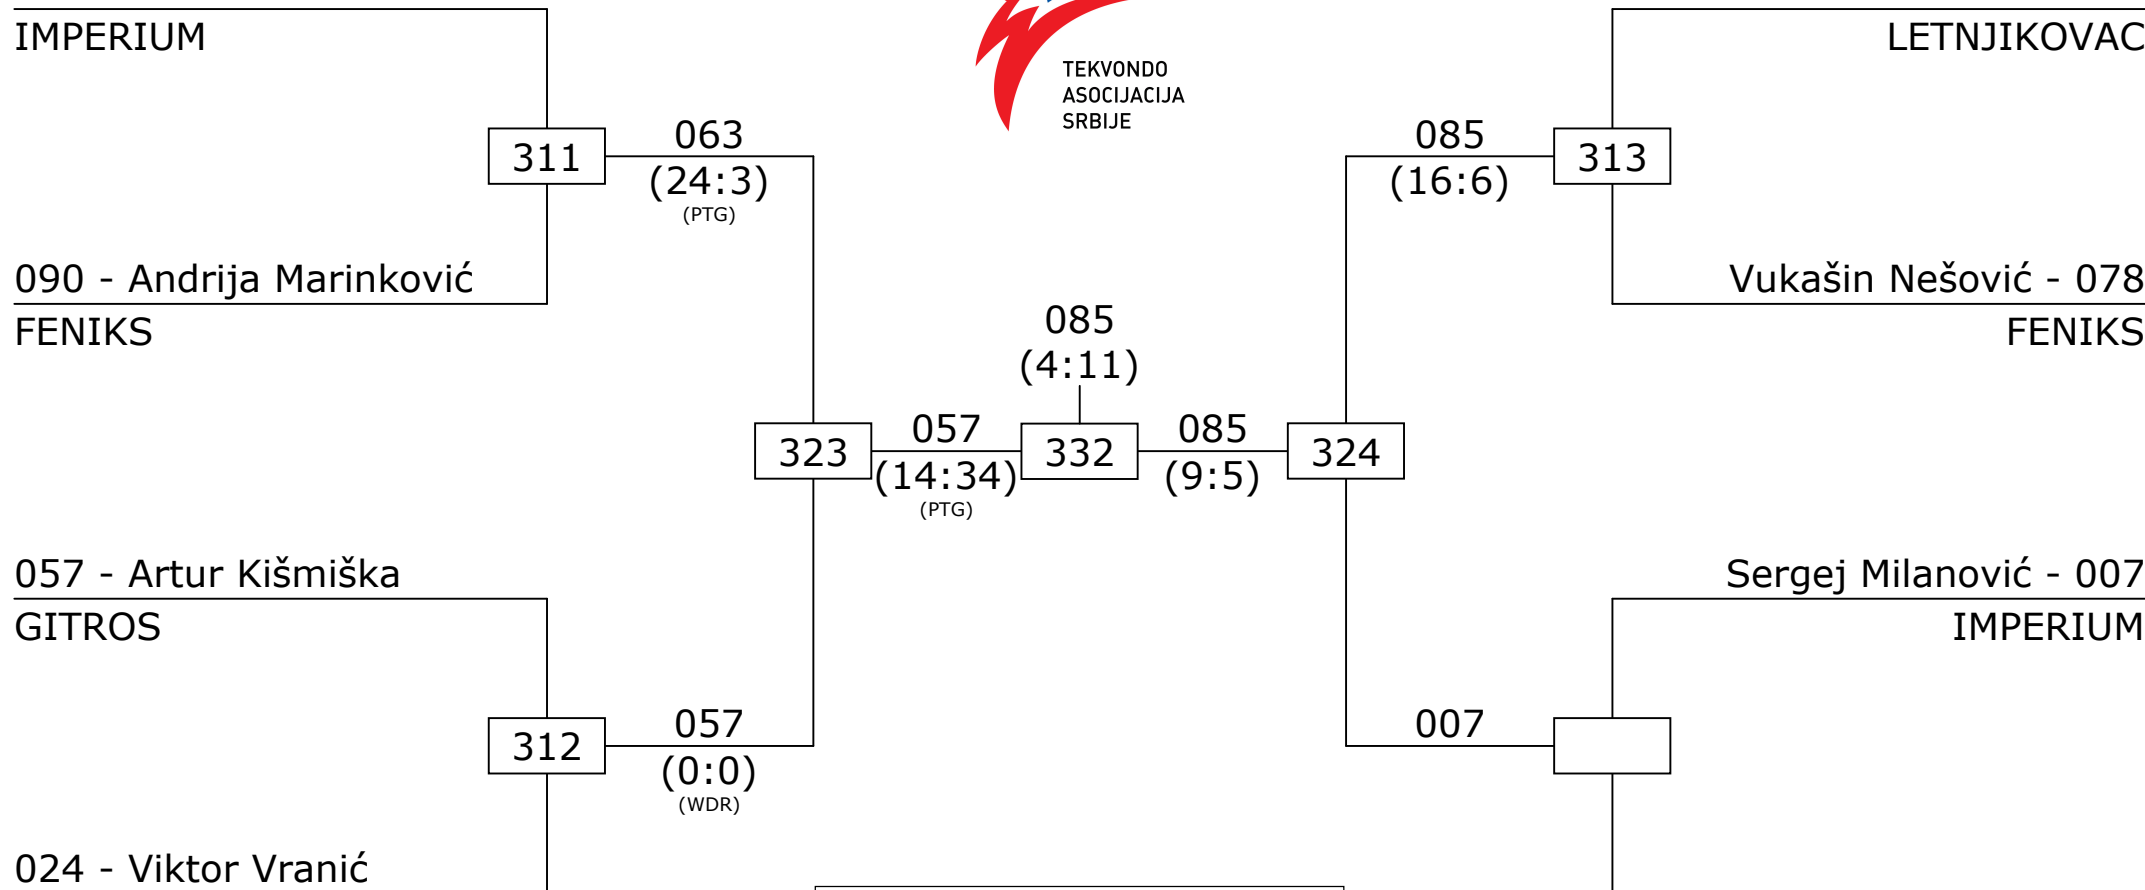 IMPERIUM
LETNJIKOVAC
TEKVONDO
ASOCIJACIJA
SRBIJE
311
063
(24:3)
(PTG)
085
(16:6)
313
090 - Andrija Marinković
FENIKS
Vukašin Nešović - 078
FENIKS
085
(4:11)
323
057
(14:34)
(PTG)
332
085
(9:5)
324
057 - Artur Kišmiška
GITROS
Sergej Milanović - 007
IMPERIUM
312
057
(0:0)
(WDR)
007
024 - Viktor Vranić